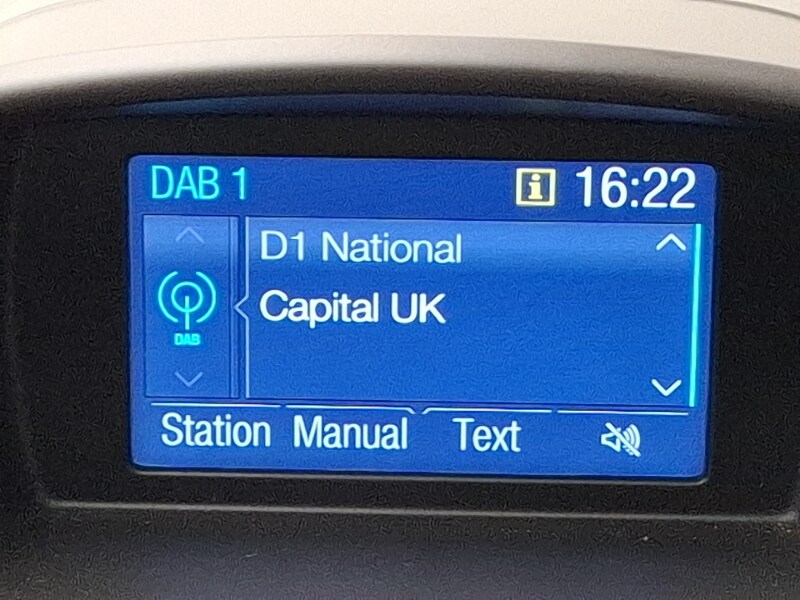 DAB 1 i 16:22
D1 National
Capital UK
DAB
Station Manual Text